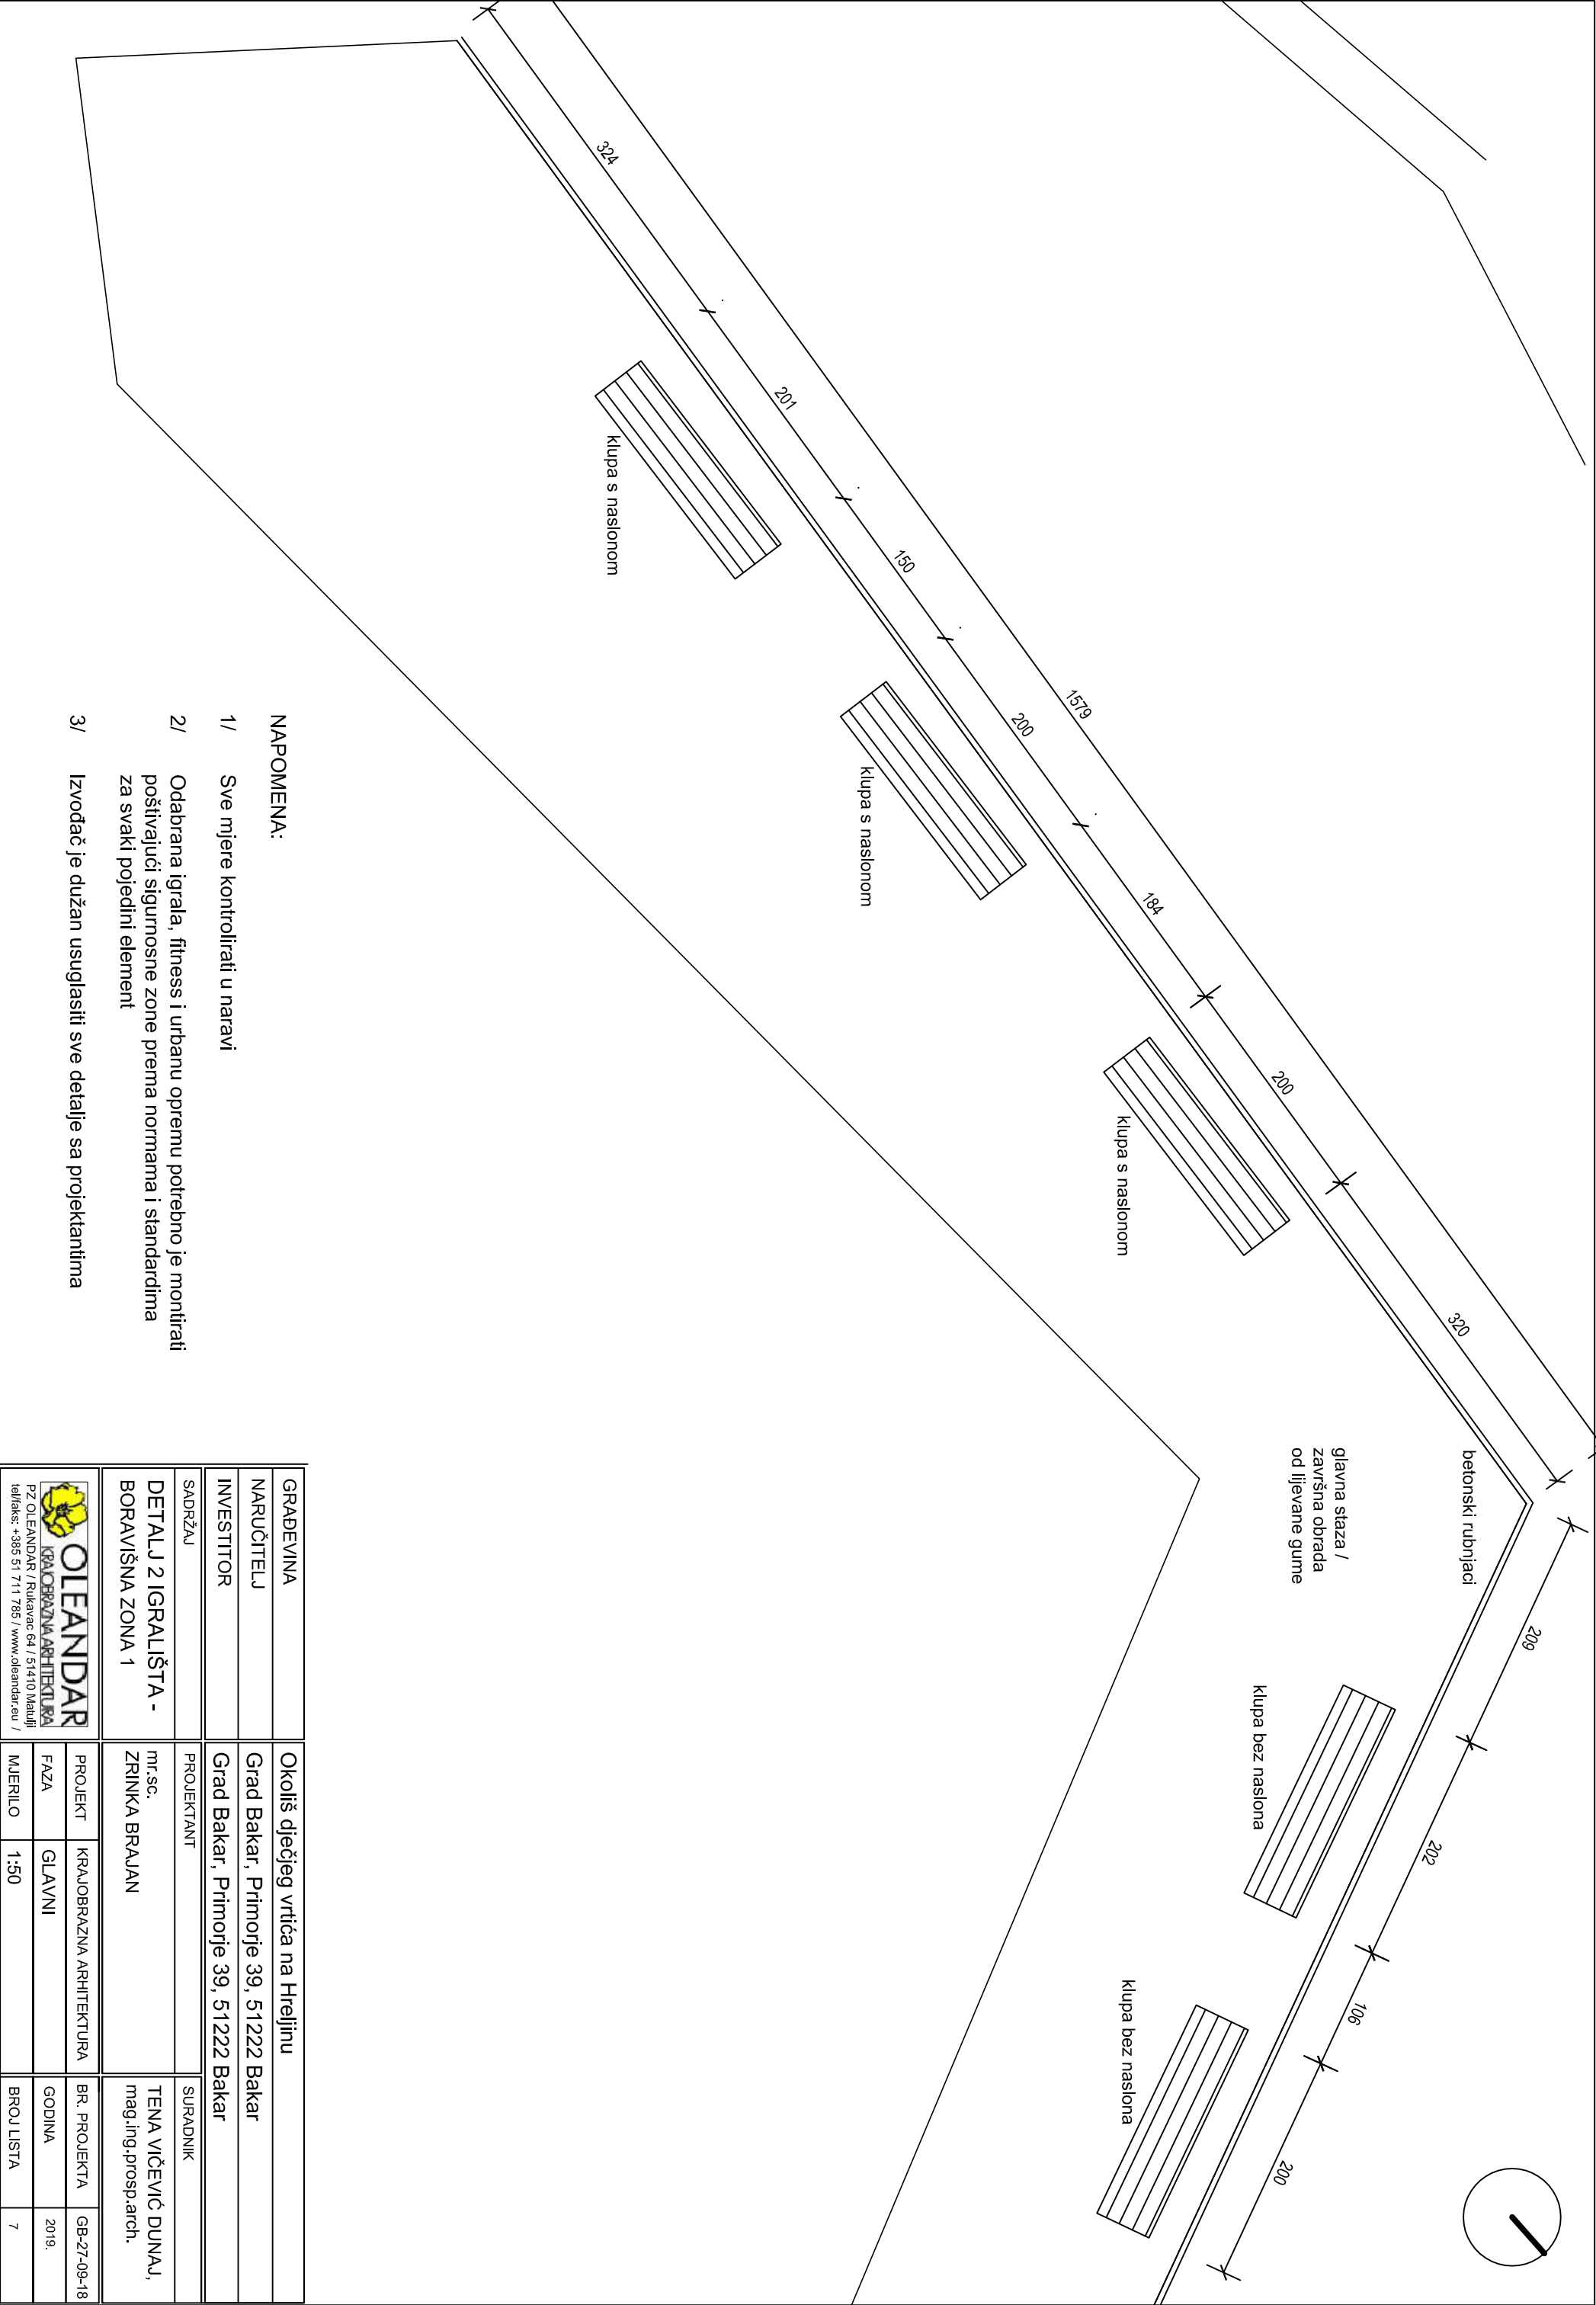 324
201
150
200
184
200
320
1579
209
202
106
200
klupa s naslonom
klupa s naslonom
klupa s naslonom
betonski rubnjaci
glavna staza /
završna obrada
od lijevane gume
klupa bez naslona
klupa bez naslona
NAPOMENA:
1/ Sve mjere kontrolirati u naravi
2/ Odabrana igrala, fitness i urbanu opremu potrebno je montirati
poštivajući sigurnosne zone prema normama i standardima
za svaki pojedini element
3/ Izvođač je dužan usuglasiti sve detalje sa projektantima
GRAĐEVINA Okoliš dječjeg vrtića na Hreljinu
NARUČITELJ Grad Bakar, Primorje 39, 51222 Bakar
INVESTITOR Grad Bakar, Primorje 39, 51222 Bakar
SADRŽAJ PROJEKTANT SURADNIK
DETALJ 2 IGRALIŠTA - mr.sc. TENA VIČEVIĆ DUNAJ,
BORAVIŠNA ZONA 1 ZRINKA BRAJAN mag.ing.prosp.arch.
OLEANDAR
KRAJOBRAZNA ARHITEKTURA
PZ OLEANDAR / Rukavac 64 / 51410 Matulji
tel/faks: +385 51 711 785 / www.oleandar.eu /
PROJEKT KRAJOBRAZNA ARHITEKTURA BR. PROJEKTA GB-27-09-18
FAZA GLAVNI GODINA 2019.
MJERILO 1:50 BROJ LISTA 7